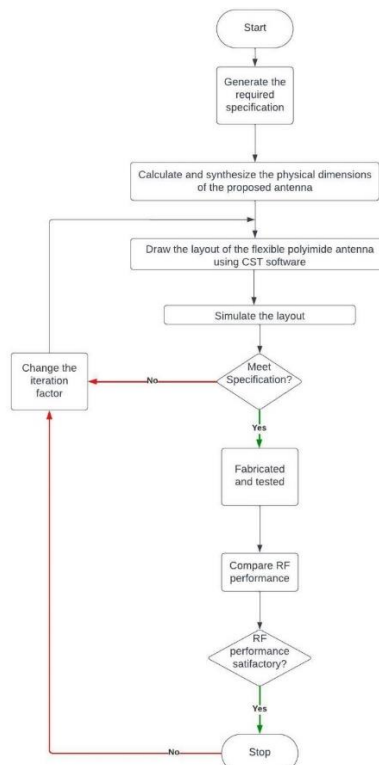 Start
Generate the
required
specification
Calculate and synthesize the physical dimensions
of the proposed antenna
Draw the layout of the flexible polyimide antenna
using CST software
Simulate the layout
Change the
iteration
factor
No
Meet
Specification?
Yes
Fabricated
and tested
Compare RF
performance
RF
performance
satifactory?
Yes
No
Stop